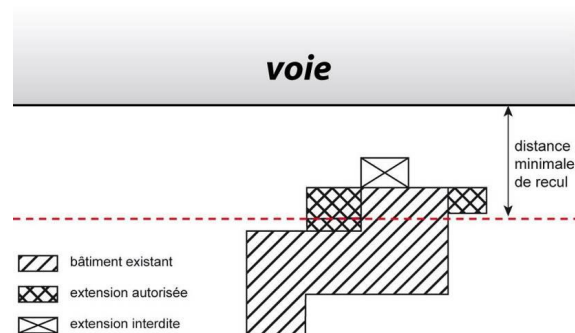 voie
distance
minimale
de recul
bâtiment existant
extension autorisée
extension interdite